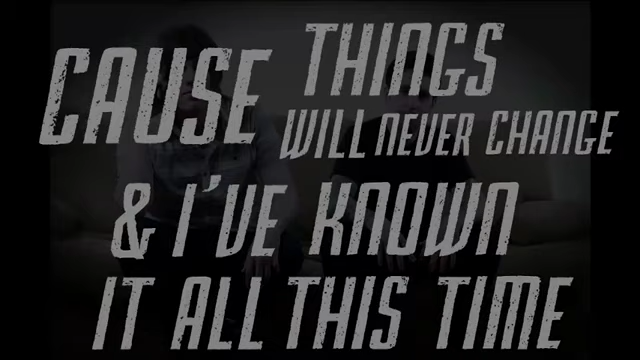 CAUSE THINGS
WILL NEVER CHANGE
& I'VE KNOWN
IT ALL THIS TIME